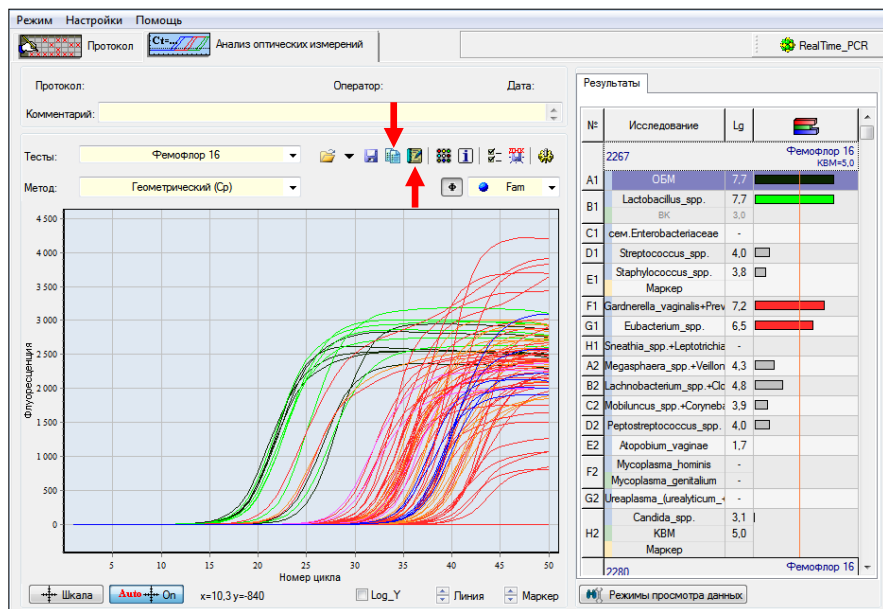 Режим Настройки Помощь
Протокол
Ct=...
Анализ оптических измерений
RealTime_PCR
Протокол: Оператор: Дата:
Комментарий:
Тесты: Фемофлор 16
Метод: Геометрический (Cp)
Ф Fam
4 500
4 000
3 500
3 000
2 500
2 000
1 500
1 000
500
0
Флуоресценция
5 10 15 20 25 30 35 40 45 50
Номер цикла
Шкала Auto On x=10,3 y=-840 Log_Y Линия Маркер
Результаты
№ Исследование Lg
2267 Фемофлор 16
КВМ=5,0
A1 ОБМ 7,7
B1 Lactobacillus_spp. 7,7
ВК 3,0
C1 сем.Enterobacteriaceae -
D1 Streptococcus_spp. 4,0
E1 Staphylococcus_spp. 3,8
Маркер
F1 Gardnerella_vaginalis+Prev 7,2
G1 Eubacterium_spp. 6,5
H1 Sneathia_spp.+Leptotrichia -
A2 Megasphaera_spp.+Veillon 4,3
B2 Lachnobacterium_spp.+Clo 4,8
C2 Mobiluncus_spp.+Coryneba 3,9
D2 Peptostreptococcus_spp. 4,0
E2 Atopobium_vaginae 1,7
F2 Mycoplasma_hominis -
Mycoplasma_genitalium -
G2 Ureaplasma_(urealyticum_+ -
H2 Candida_spp. 3,1
КВМ 5,0
Маркер
2280 Фемофлор 16
Режимы просмотра данных